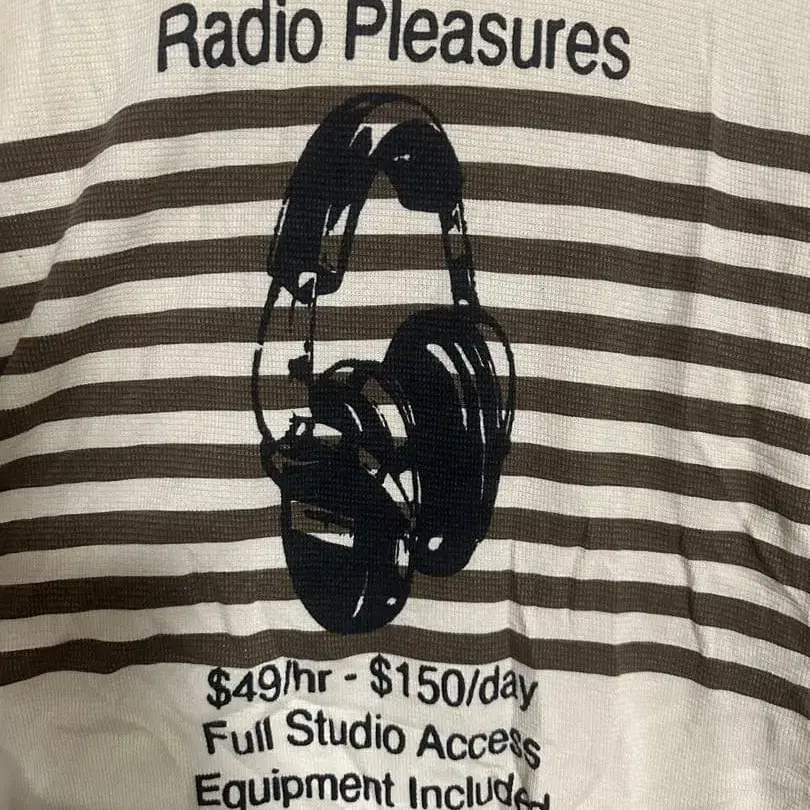 Radio Pleasures
$49/hr - $150/day
Full Studio Access
Equipment Included